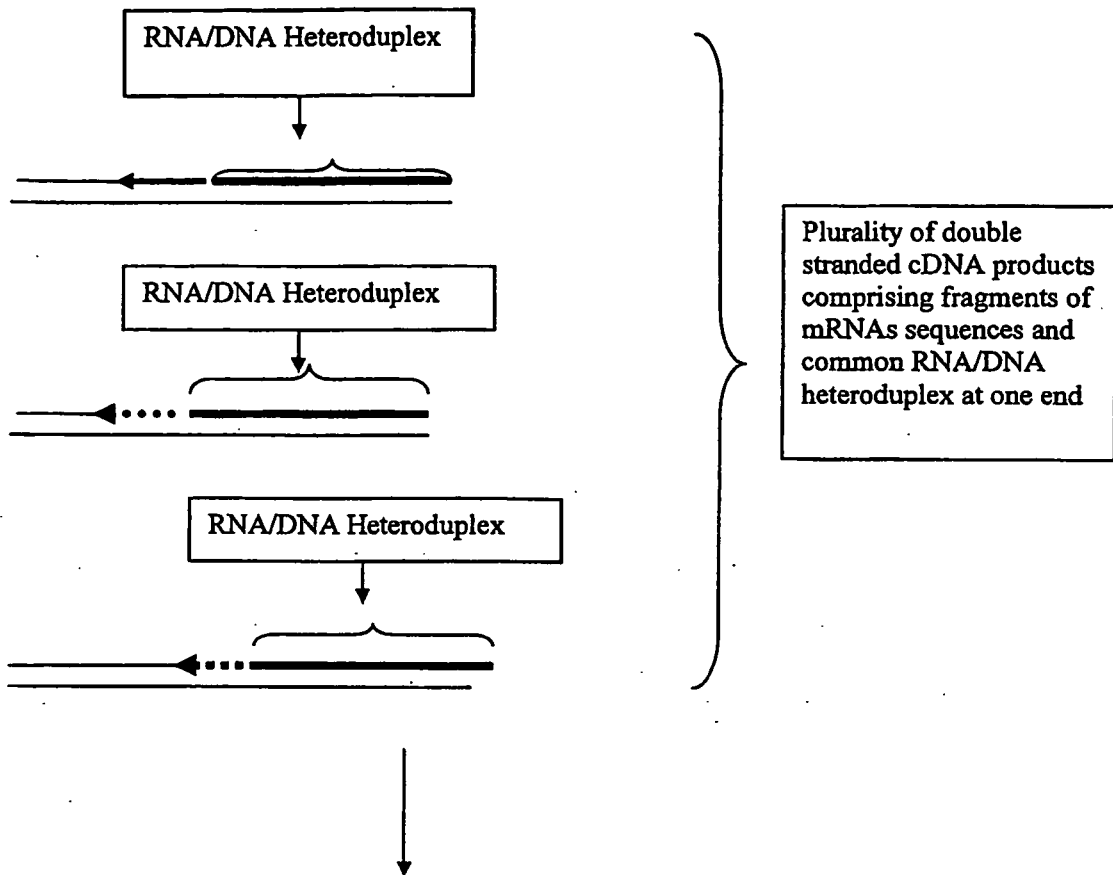 RNA/DNA Heteroduplex
RNA/DNA Heteroduplex
RNA/DNA Heteroduplex
Plurality of double
stranded cDNA products
comprising fragments of
mRNAs sequences and
common RNA/DNA
heteroduplex at one end